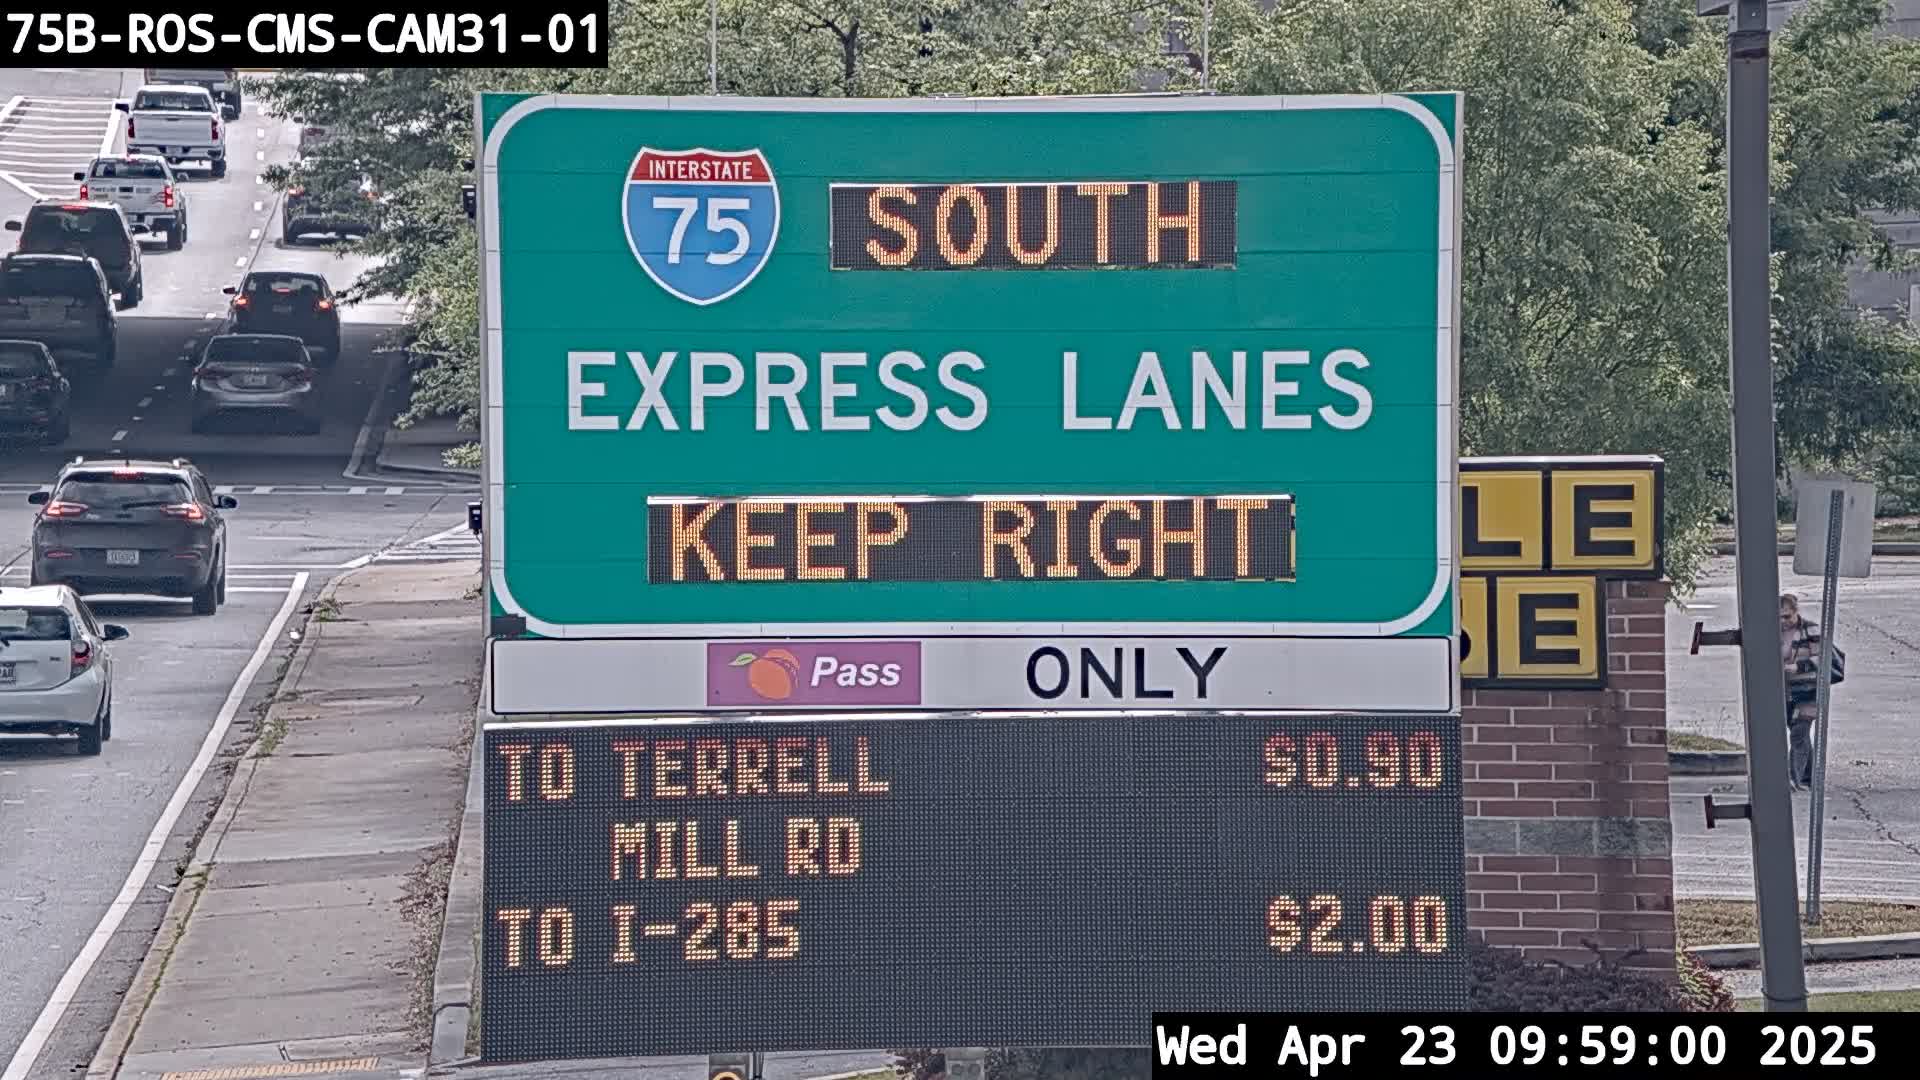 75B-ROS-CMS-CAM31-01
INTERSTATE
75
SOUTH
EXPRESS LANES
KEEP RIGHT
LE
E
Pass ONLY
TO TERRELL $0.90
MILL RD
TO I-285 $2.00
Wed Apr 23 09:59:00 2025